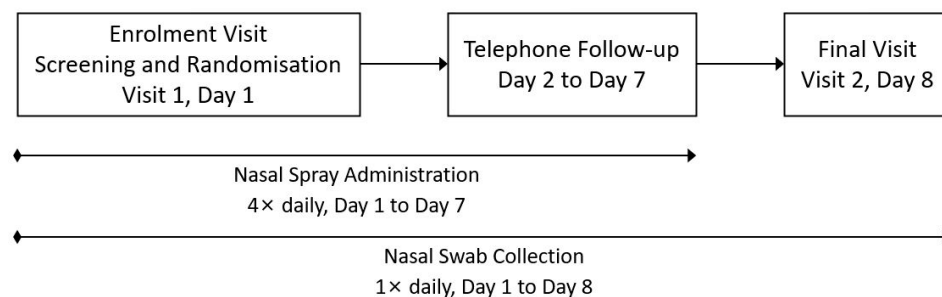 Enrolment Visit
Screening and Randomisation
Visit 1, Day 1
Telephone Follow-up
Day 2 to Day 7
Final Visit
Visit 2, Day 8
Nasal Spray Administration
4× daily, Day 1 to Day 7
Nasal Swab Collection
1× daily, Day 1 to Day 8